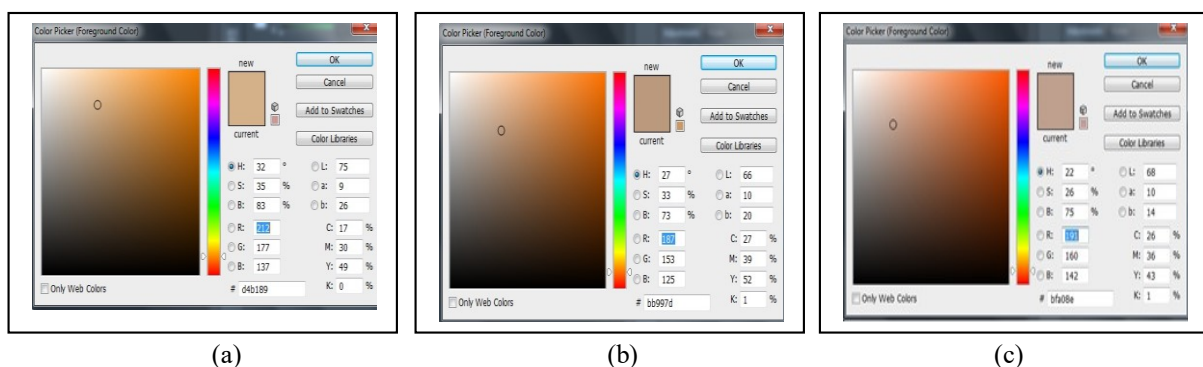 Color Picker (Foreground Color)
new
current
OK
Cancel
Add to Swatches
Color Libraries
H: 32 °
S: 35 %
B: 83 %
R: 212
G: 177
B: 137
L: 75
a: 9
b: 26
C: 17 %
M: 30 %
Y: 49 %
K: 0 %
Only Web Colors
# d4b189
(a)
Color Picker (Foreground Color)
new
current
OK
Cancel
Add to Swatches
Color Libraries
H: 27 °
S: 33 %
B: 73 %
R: 187
G: 153
B: 125
L: 66
a: 10
b: 20
C: 27 %
M: 39 %
Y: 52 %
K: 1 %
Only Web Colors
# bb997d
(b)
Color Picker (Foreground Color)
new
current
OK
Cancel
Add to Swatches
Color Libraries
H: 22 °
S: 26 %
B: 75 %
R: 191
G: 160
B: 142
L: 68
a: 10
b: 14
C: 26 %
M: 36 %
Y: 43 %
K: 1 %
Only Web Colors
# bfa08e
(c)